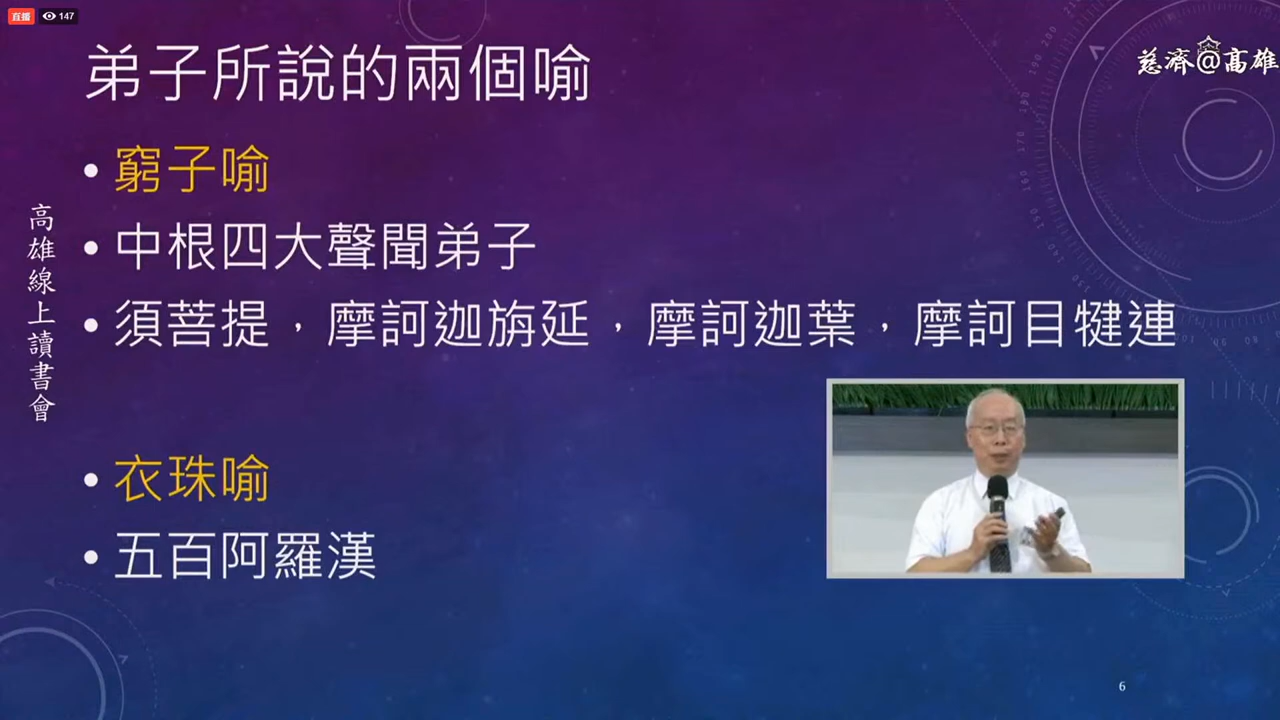 直播 147
慈濟@高雄
弟子所說的兩個喻
• 窮子喻
• 中根四大聲聞弟子
• 須菩提，摩訶迦旃延，摩訶迦葉，摩訶目犍連
• 衣珠喻
• 五百阿羅漢
高雄線上讀書會
6